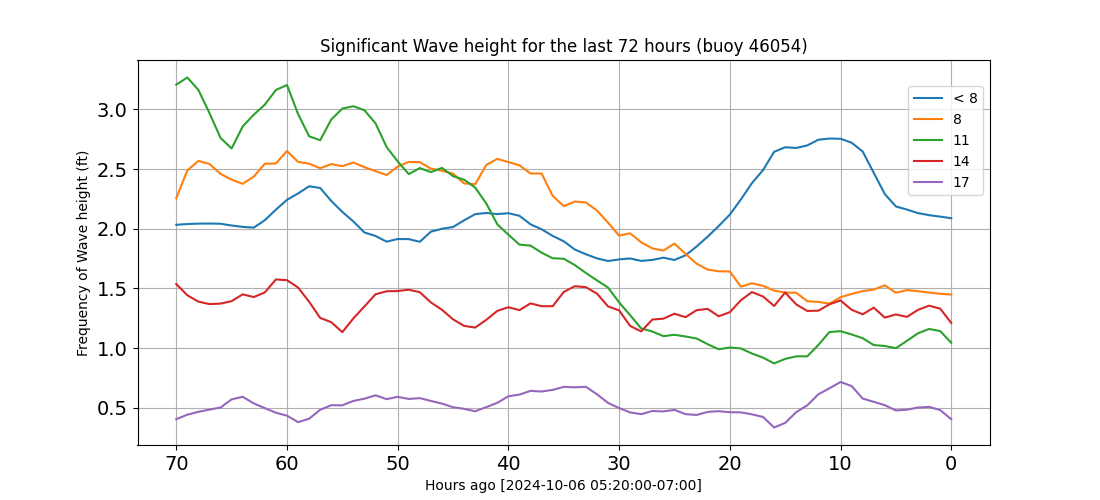 Significant Wave height for the last 72 hours (buoy 46054)
Frequency of Wave height (ft)
3.0
2.5
2.0
1.5
1.0
0.5
< 8
8
11
14
17
70 60 50 40 30 20 10 0
Hours ago [2024-10-06 05:20:00-07:00]